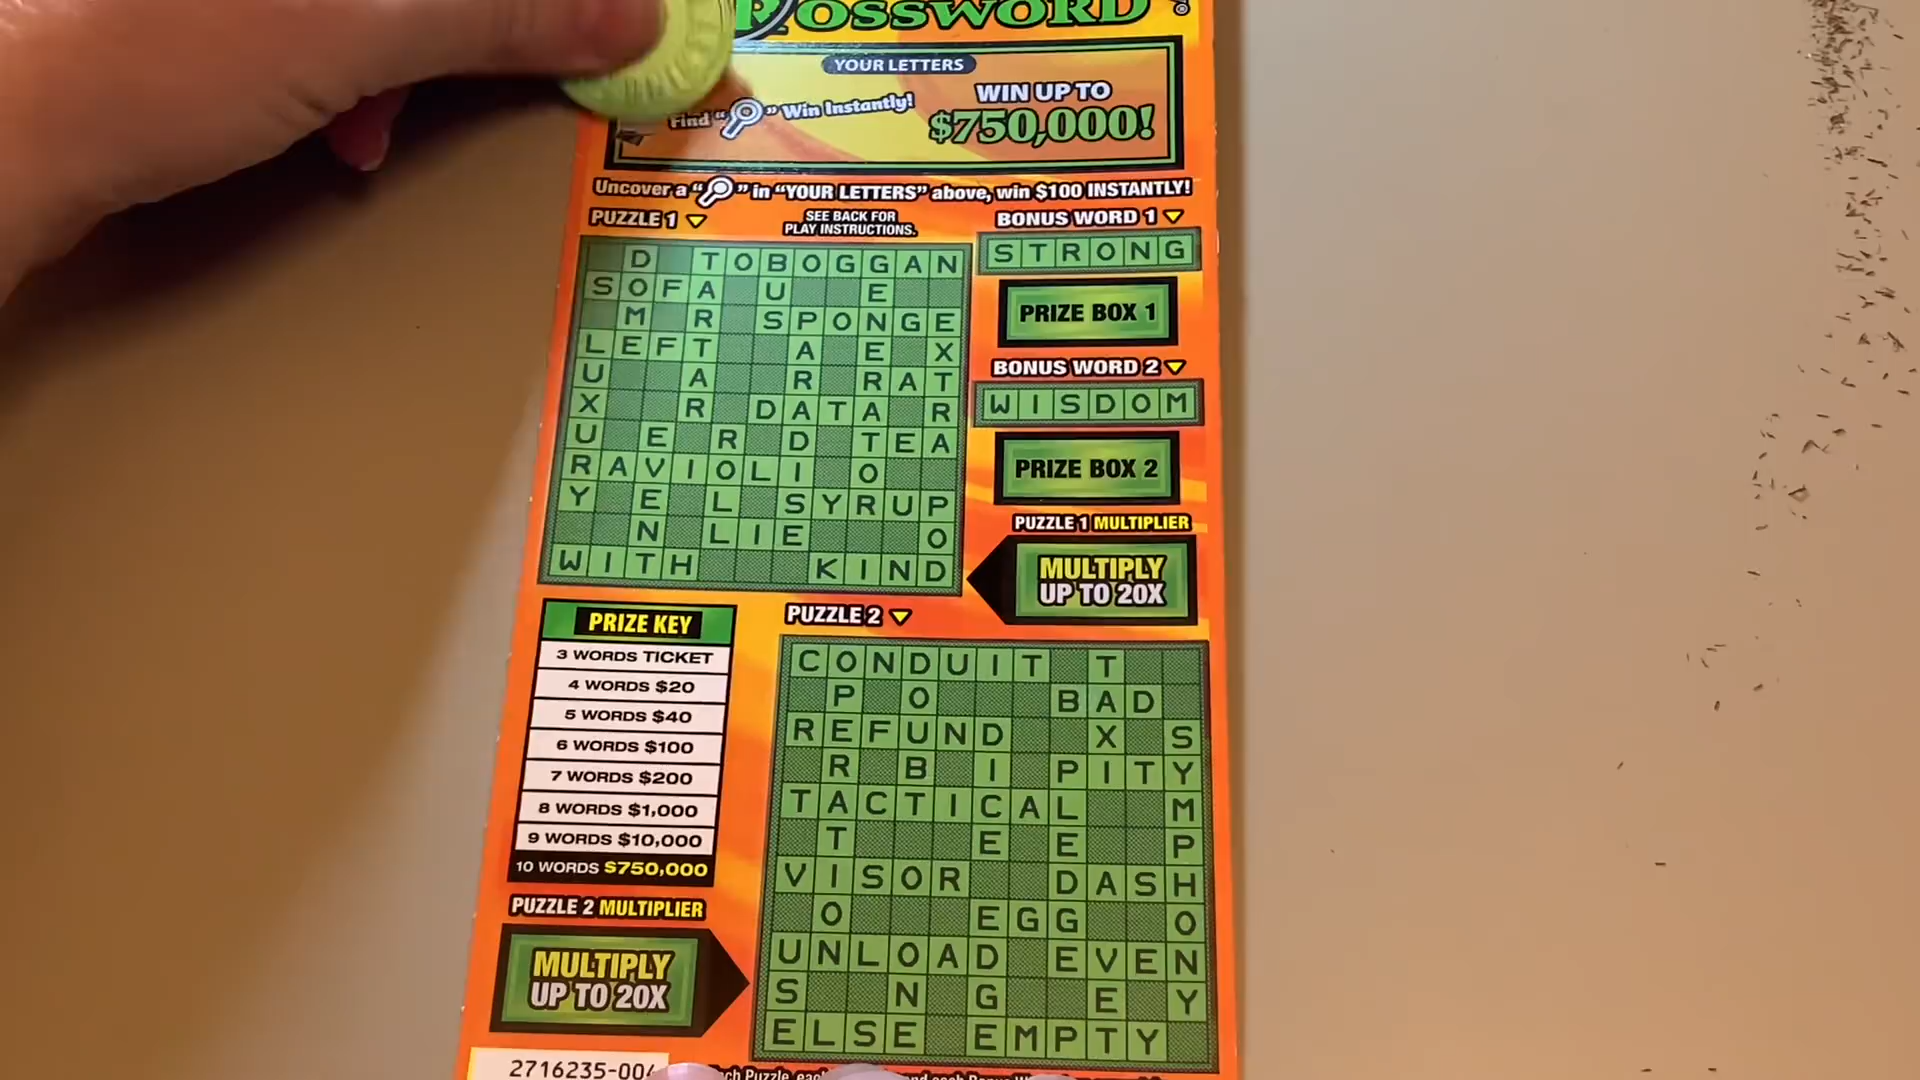 CROSSWORD
YOUR LETTERS
Find "🔍" Win Instantly!
WIN UP TO
$750,000!
Uncover a "🔍" in "YOUR LETTERS" above, win $100 INSTANTLY!
PUZZLE 1
SEE BACK FOR
PLAY INSTRUCTIONS.
D TOBOGGAN
SOFA U E
M R SPONGE
LEFT A E X
U A R RAT
X R DATA R
U E R D TEA
RAVIOLI O
Y E L SYRUP
N LIE O
WITH KIND
BONUS WORD 1
STRONG
PRIZE BOX 1
BONUS WORD 2
WISDOM
PRIZE BOX 2
PUZZLE 1 MULTIPLIER
MULTIPLY
UP TO 20X
PRIZE KEY
3 WORDS TICKET
4 WORDS $20
5 WORDS $40
6 WORDS $100
7 WORDS $200
8 WORDS $1,000
9 WORDS $10,000
10 WORDS $750,000
PUZZLE 2 MULTIPLIER
MULTIPLY
UP TO 20X
PUZZLE 2
CONDUIT T
P O BAD
REFUND X S
R B I PITY
TACTICAL M
T E E P
VISOR DASH
O EGG O
UNLOAD EVEN
S N G E Y
ELSE EMPTY
2716235-004